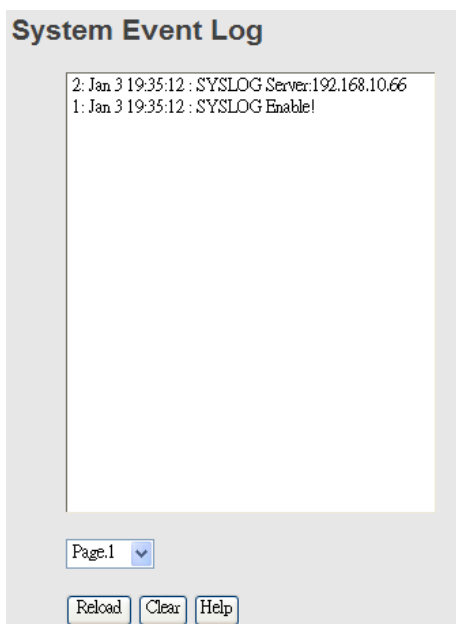 System Event Log
2: Jan 3 19:35:12 : SYSLOG Server:192.168.10.66
1: Jan 3 19:35:12 : SYSLOG Enable!
Page.1
Reload Clear Help